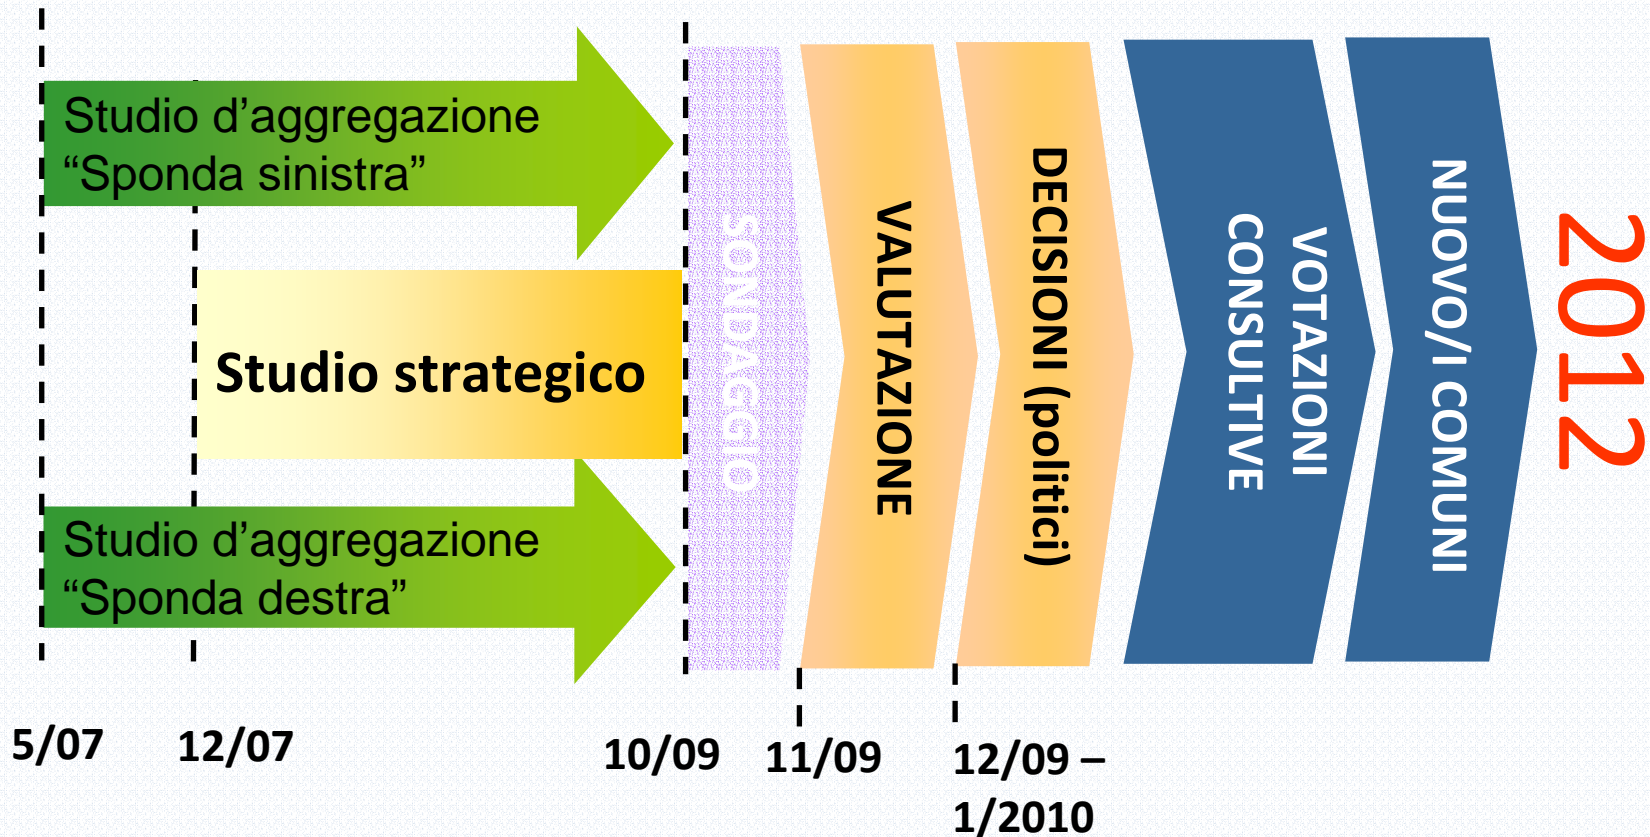 Studio d’aggregazione
“Sponda sinistra”
Studio strategico
Studio d’aggregazione
“Sponda destra”
SONDAGGIO
VALUTAZIONE
DECISIONI (politici)
VOTAZIONI
CONSULTIVE
NUOVO/I COMUNI
2012
5/07
12/07
10/09
11/09
12/09 –
1/2010